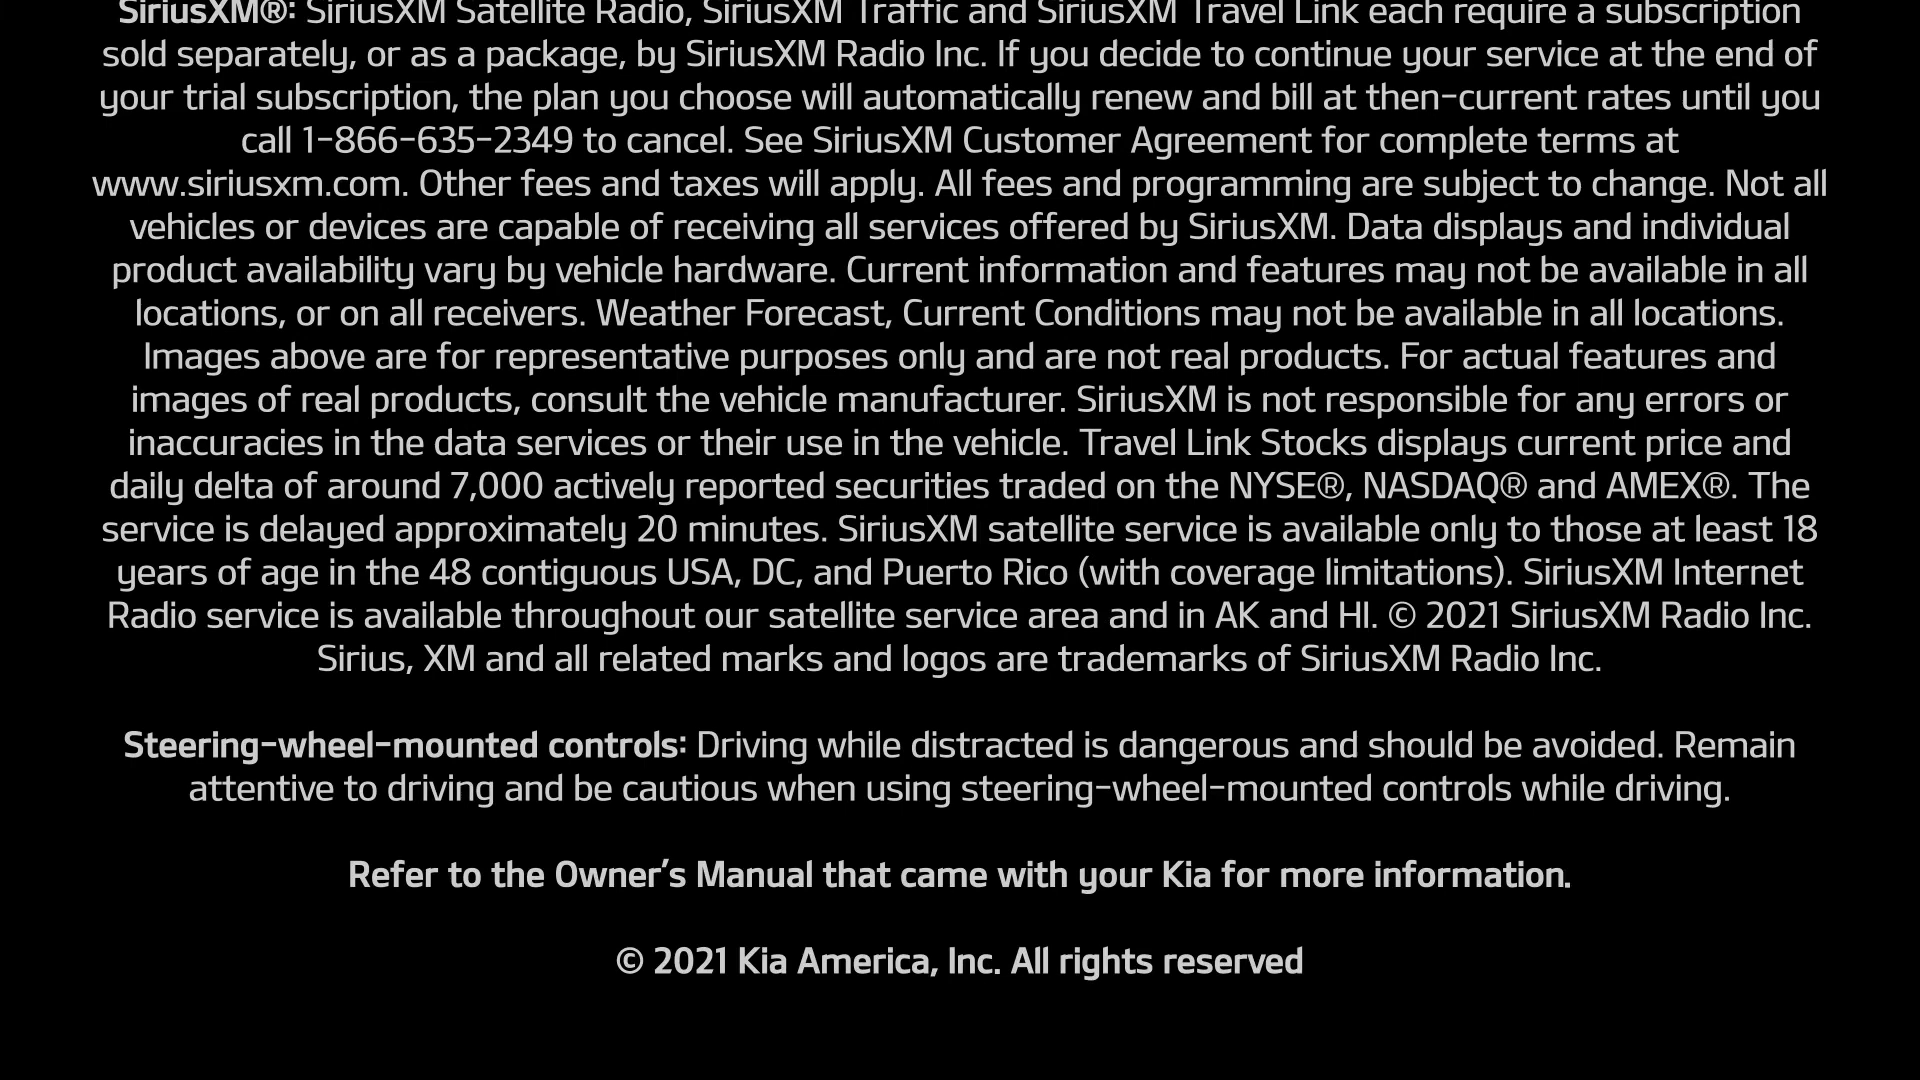 SiriusXM®: SiriusXM Satellite Radio, SiriusXM Traffic and SiriusXM Travel Link each require a subscription
sold separately, or as a package, by SiriusXM Radio Inc. If you decide to continue your service at the end of
your trial subscription, the plan you choose will automatically renew and bill at then-current rates until you
call 1-866-635-2349 to cancel. See SiriusXM Customer Agreement for complete terms at
www.siriusxm.com. Other fees and taxes will apply. All fees and programming are subject to change. Not all
vehicles or devices are capable of receiving all services offered by SiriusXM. Data displays and individual
product availability vary by vehicle hardware. Current information and features may not be available in all
locations, or on all receivers. Weather Forecast, Current Conditions may not be available in all locations.
Images above are for representative purposes only and are not real products. For actual features and
images of real products, consult the vehicle manufacturer. SiriusXM is not responsible for any errors or
inaccuracies in the data services or their use in the vehicle. Travel Link Stocks displays current price and
daily delta of around 7,000 actively reported securities traded on the NYSE®, NASDAQ® and AMEX®. The
service is delayed approximately 20 minutes. SiriusXM satellite service is available only to those at least 18
years of age in the 48 contiguous USA, DC, and Puerto Rico (with coverage limitations). SiriusXM Internet
Radio service is available throughout our satellite service area and in AK and HI. © 2021 SiriusXM Radio Inc.
Sirius, XM and all related marks and logos are trademarks of SiriusXM Radio Inc.
Steering-wheel-mounted controls: Driving while distracted is dangerous and should be avoided. Remain
attentive to driving and be cautious when using steering-wheel-mounted controls while driving.
Refer to the Owner's Manual that came with your Kia for more information.
© 2021 Kia America, Inc. All rights reserved